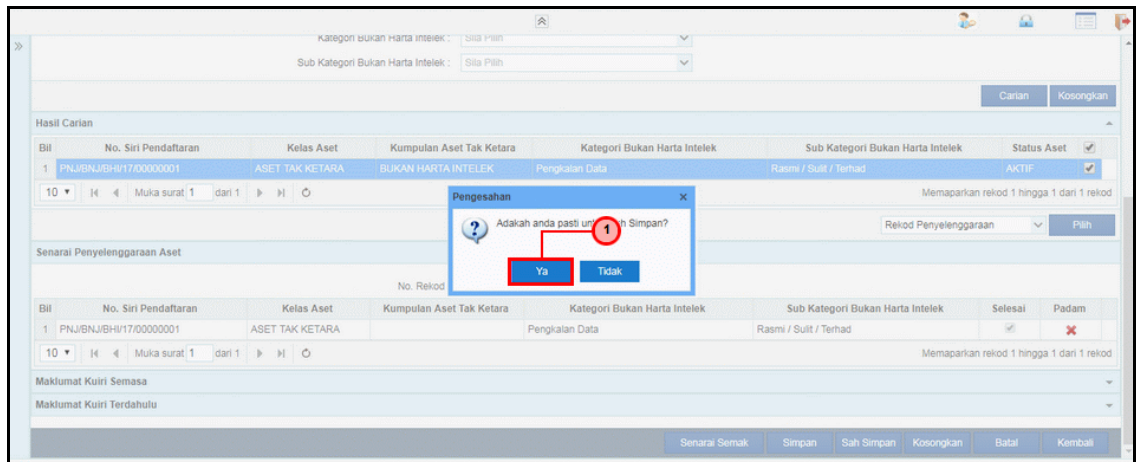 Kategori Bukan Harta Intelek : Sila Pilih
Sub Kategori Bukan Harta Intelek : Sila Pilih
Carian Kosongkan
Hasil Carian
Bil No. Siri Pendaftaran Kelas Aset Kumpulan Aset Tak Ketara Kategori Bukan Harta Intelek Sub Kategori Bukan Harta Intelek Status Aset
1 PNJ/BNJ/BHI/17/00000001 ASET TAK KETARA BUKAN HARTA INTELEK Pengkalan Data Rasmi / Sulit / Terhad AKTIF
10 Muka surat 1 dari 1 Memaparkan rekod 1 hingga 1 dari 1 rekod
Pengesahan
Adakah anda pasti Simpan?
1
Ya Tidak
Rekod Penyelenggaraan Pilih
Senarai Penyelenggaraan Aset
No. Rekod
Bil No. Siri Pendaftaran Kelas Aset Kumpulan Aset Tak Ketara Kategori Bukan Harta Intelek Sub Kategori Bukan Harta Intelek Selesai Padam
1 PNJ/BNJ/BHI/17/00000001 ASET TAK KETARA Pengkalan Data Rasmi / Sulit / Terhad
10 Muka surat 1 dari 1 Memaparkan rekod 1 hingga 1 dari 1 rekod
Maklumat Kuiri Semasa
Maklumat Kuiri Terdahulu
Senarai Semak Simpan Sah Simpan Kosongkan Batal Kembali